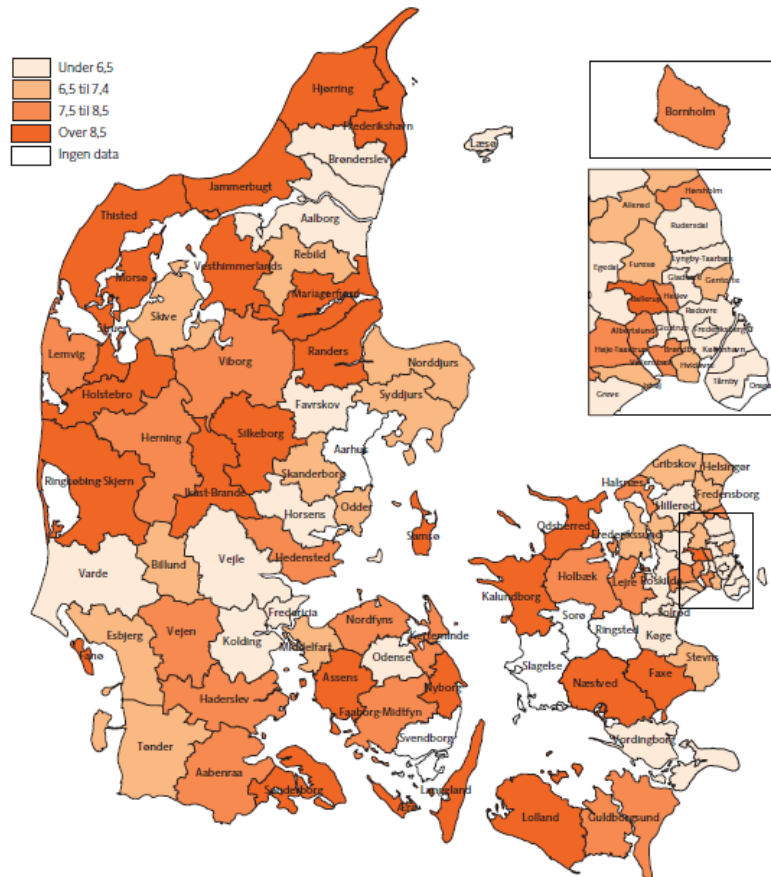 Under 6,5
6,5 til 7,4
7,5 til 8,5
Over 8,5
Ingen data
Hjørring
Frederikshavn
Læsø
Brønderslev
Jammerbugt
Thisted
Aalborg
Rebild
Vesthimmerlands
Morsø
Mariagerfjord
Skive
Struer
Lemvig
Viborg
Randers
Norddjurs
Syddjurs
Holstebro
Favrskov
Herning
Silkeborg
Aarhus
Skanderborg
Ringkøbing-Skjern
Ikast-Brande
Odder
Horsens
Samsø
Hedensted
Varde
Billund
Vejle
Fredericia
Esbjerg
Vejen
Kolding
Middelfart
Nordfyns
Kerteminde
Fanø
Odense
Assens
Nyborg
Haderslev
Faaborg-Midtfyn
Svendborg
Tønder
Aabenraa
Sønderborg
Ærø
Langeland
Bornholm
Hørsholm
Allerød
Rudersdal
Egedal
Furesø
Lyngby-Taarbæk
Gladsaxe
Gentofte
Ballerup
Herlev
Rødovre
Albertslund
Glostrup
Frederiksberg
Høje-Taastrup
Brøndby
København
Vallensbæk
Hvidovre
Ishøj
Tårnby
Greve
Gribskov
Helsingør
Halsnæs
Fredensborg
Hillerød
Odsherred
Frederikssund
Holbæk
Lejre
Roskilde
Kalundborg
Solrød
Sorø
Ringsted
Køge
Slagelse
Stevns
Næstved
Faxe
Vordingborg
Lolland
Guldborgsund